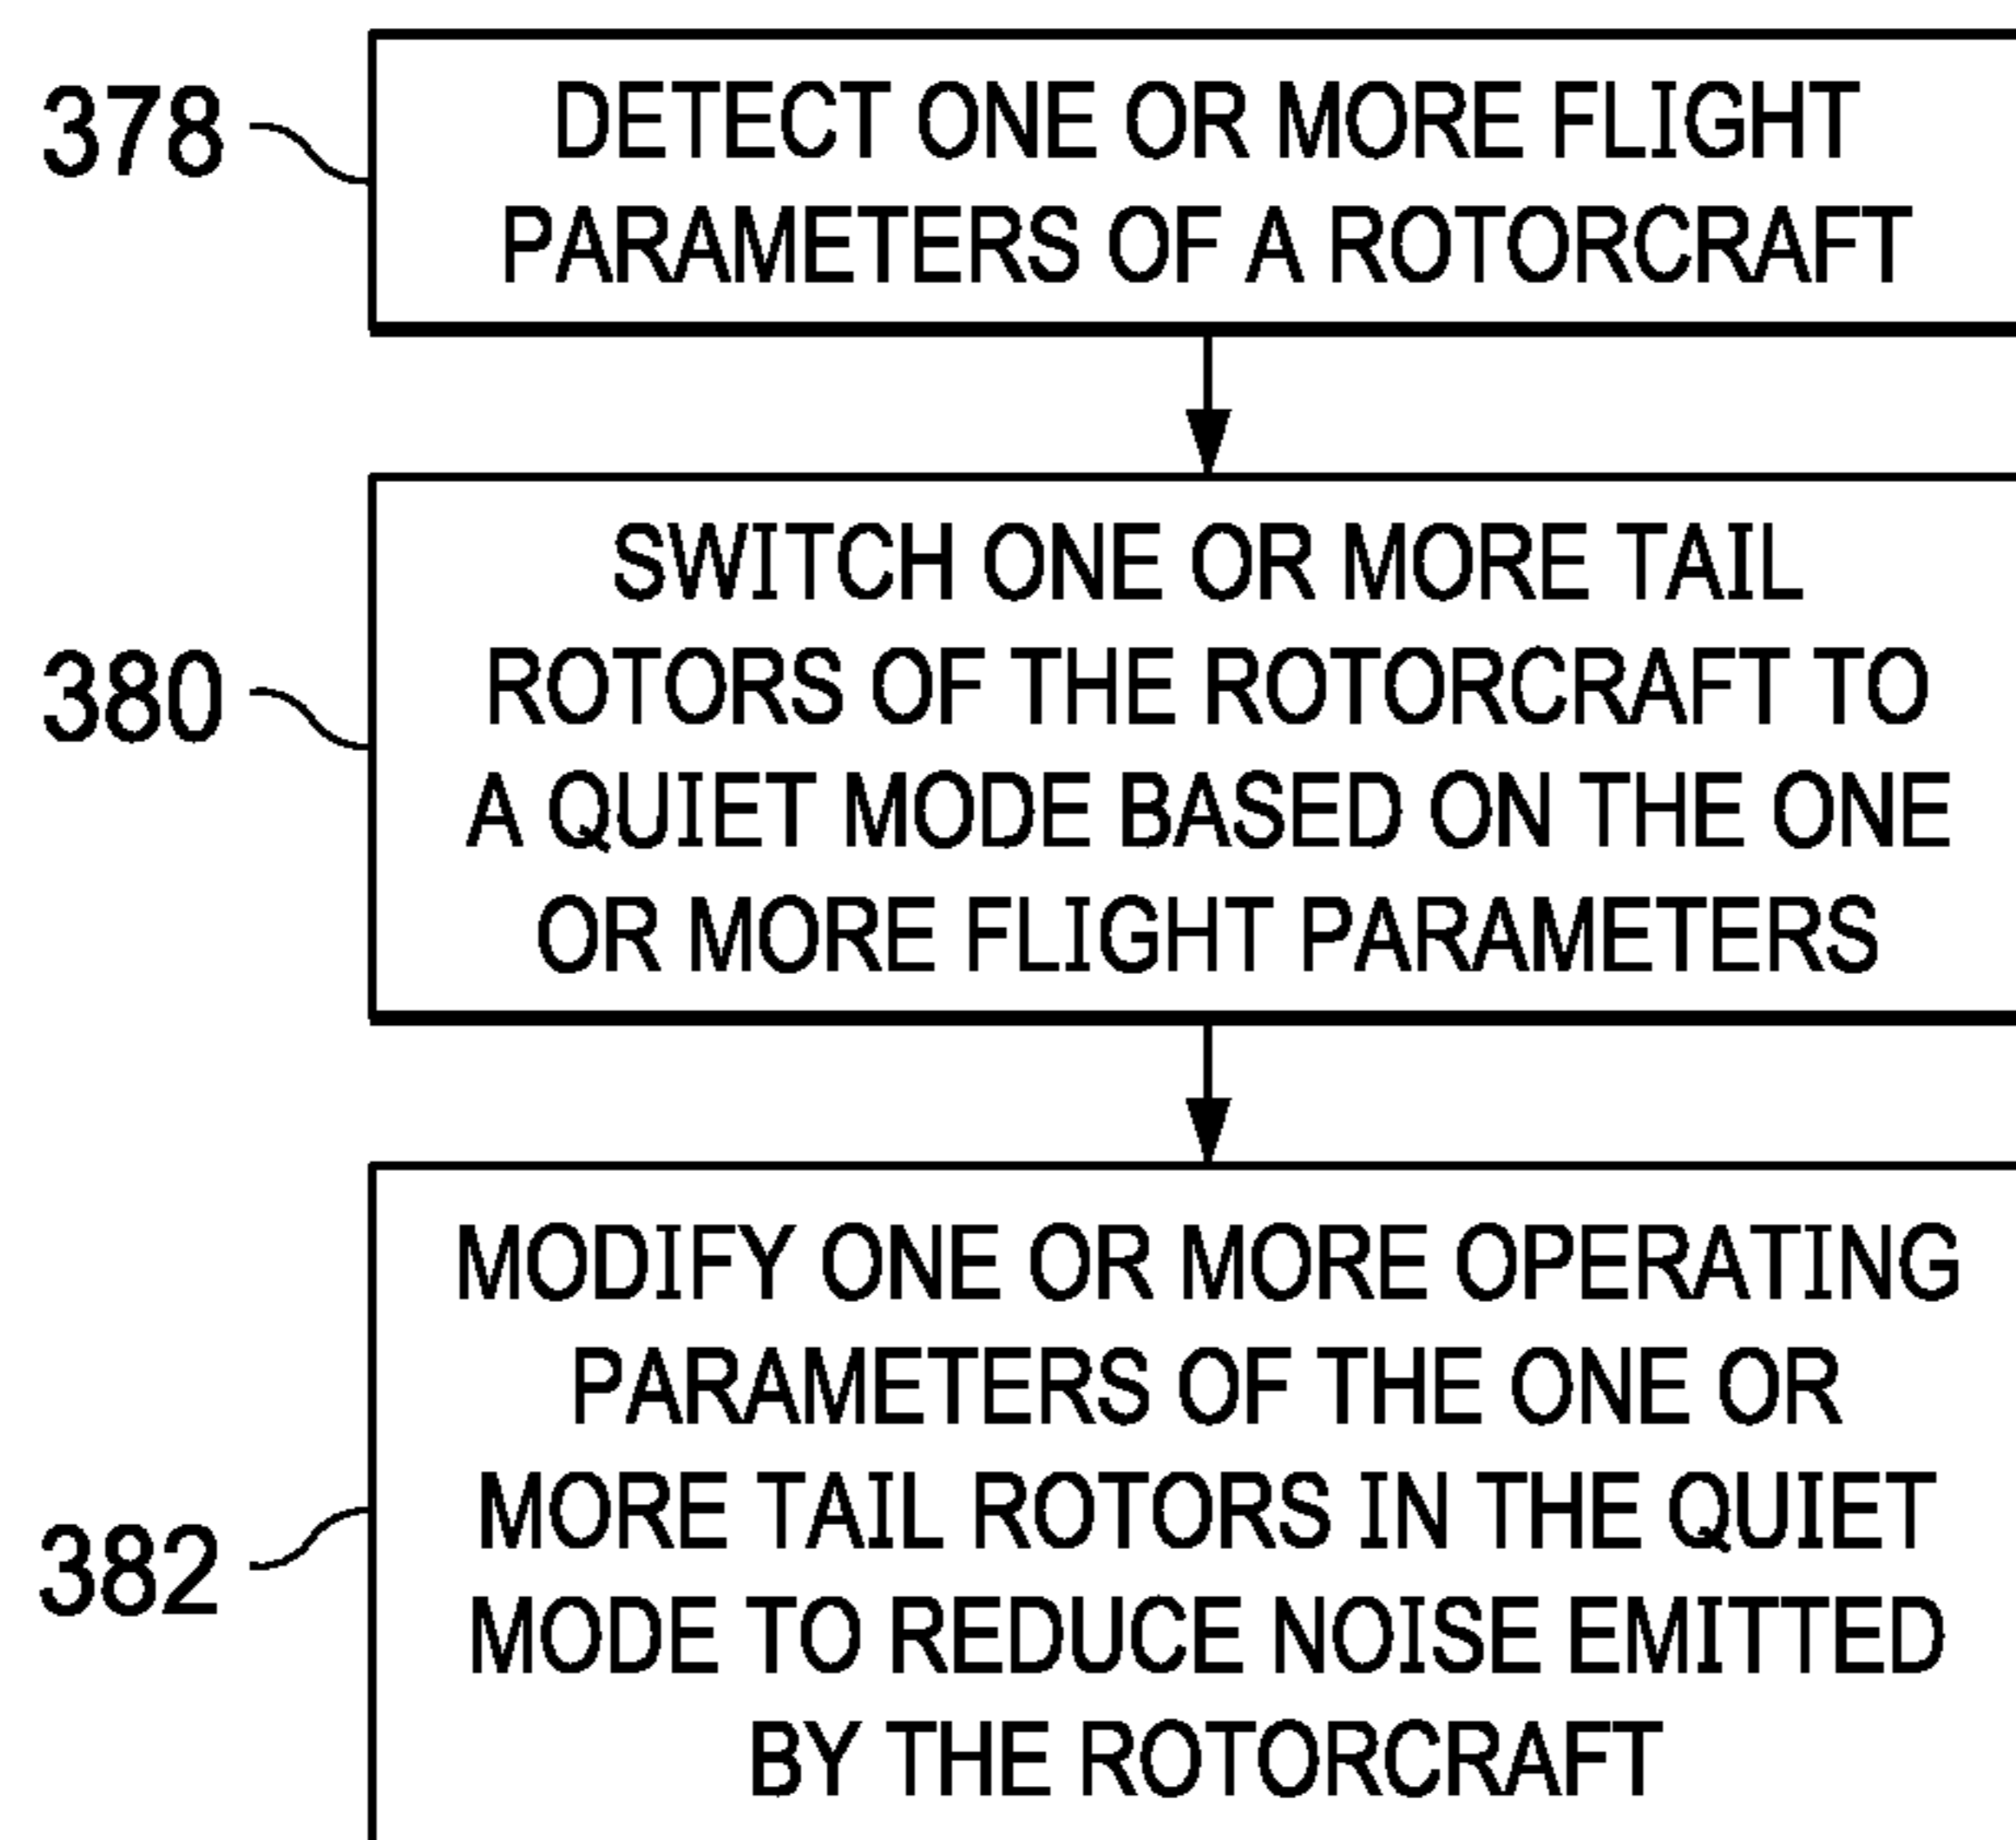 378
DETECT ONE OR MORE FLIGHT
PARAMETERS OF A ROTORCRAFT
380
SWITCH ONE OR MORE TAIL
ROTORS OF THE ROTORCRAFT TO
A QUIET MODE BASED ON THE ONE
OR MORE FLIGHT PARAMETERS
382
MODIFY ONE OR MORE OPERATING
PARAMETERS OF THE ONE OR
MORE TAIL ROTORS IN THE QUIET
MODE TO REDUCE NOISE EMITTED
BY THE ROTORCRAFT